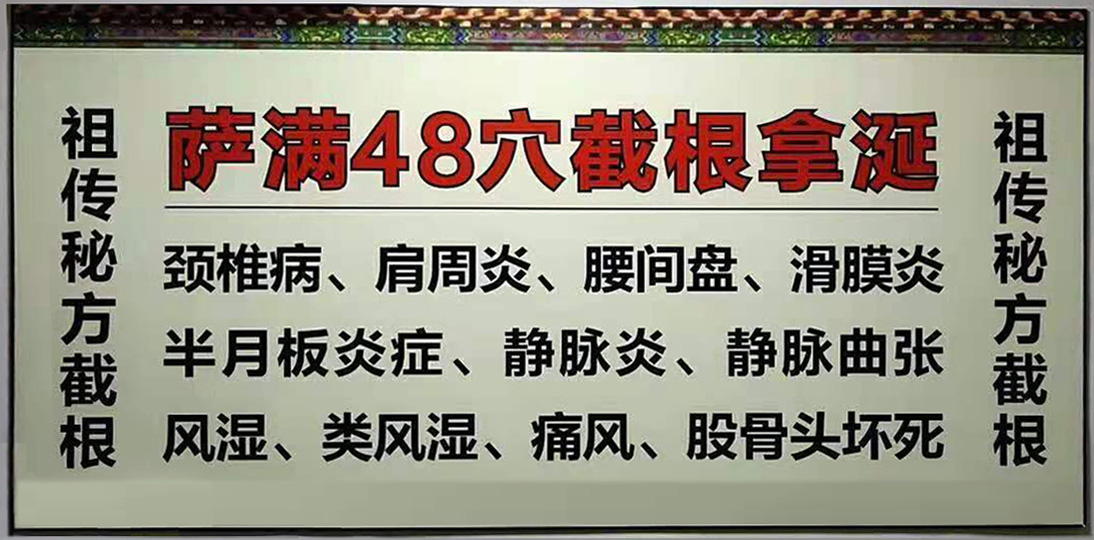 萨满48穴截根拿涎
祖传秘方截根
颈椎病、肩周炎、腰间盘、滑膜炎
半月板炎症、静脉炎、静脉曲张
风湿、类风湿、痛风、股骨头坏死
祖传秘方截根